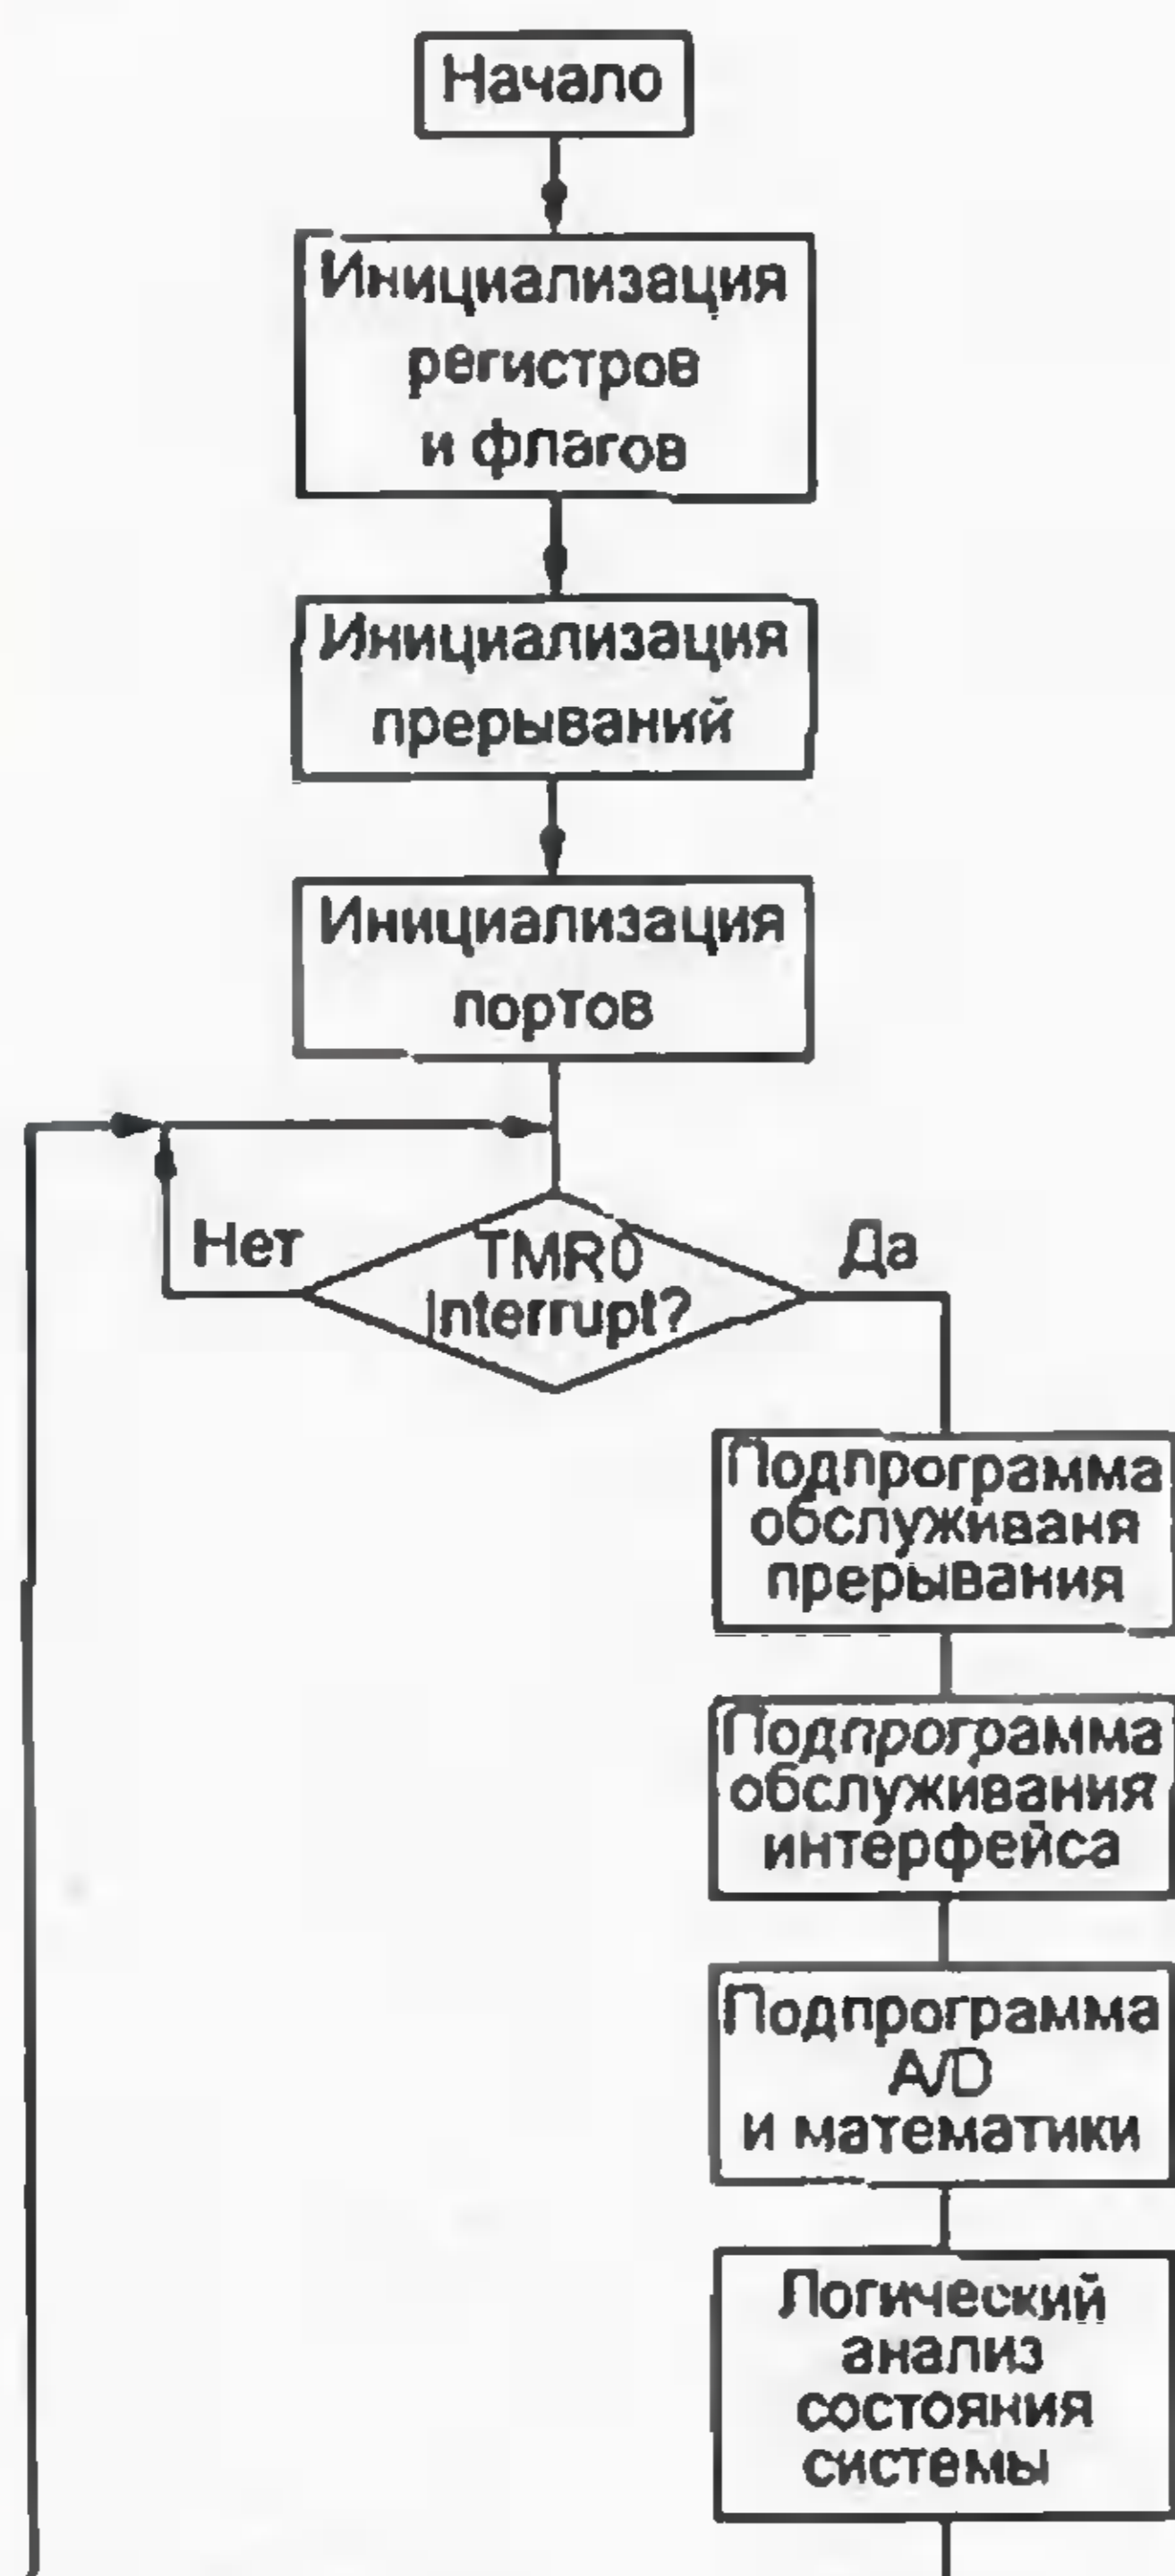 Начало
Инициализация
регистров
и флагов
Инициализация
прерываний
Инициализация
портов
Нет
TMR0
Interrupt?
Да
Подпрограмма
обслуживаня
прерывания
Подпрограмма
обслуживания
интерфейса
Подпрограмма
A/D
и математики
Логический
анализ
состояния
системы